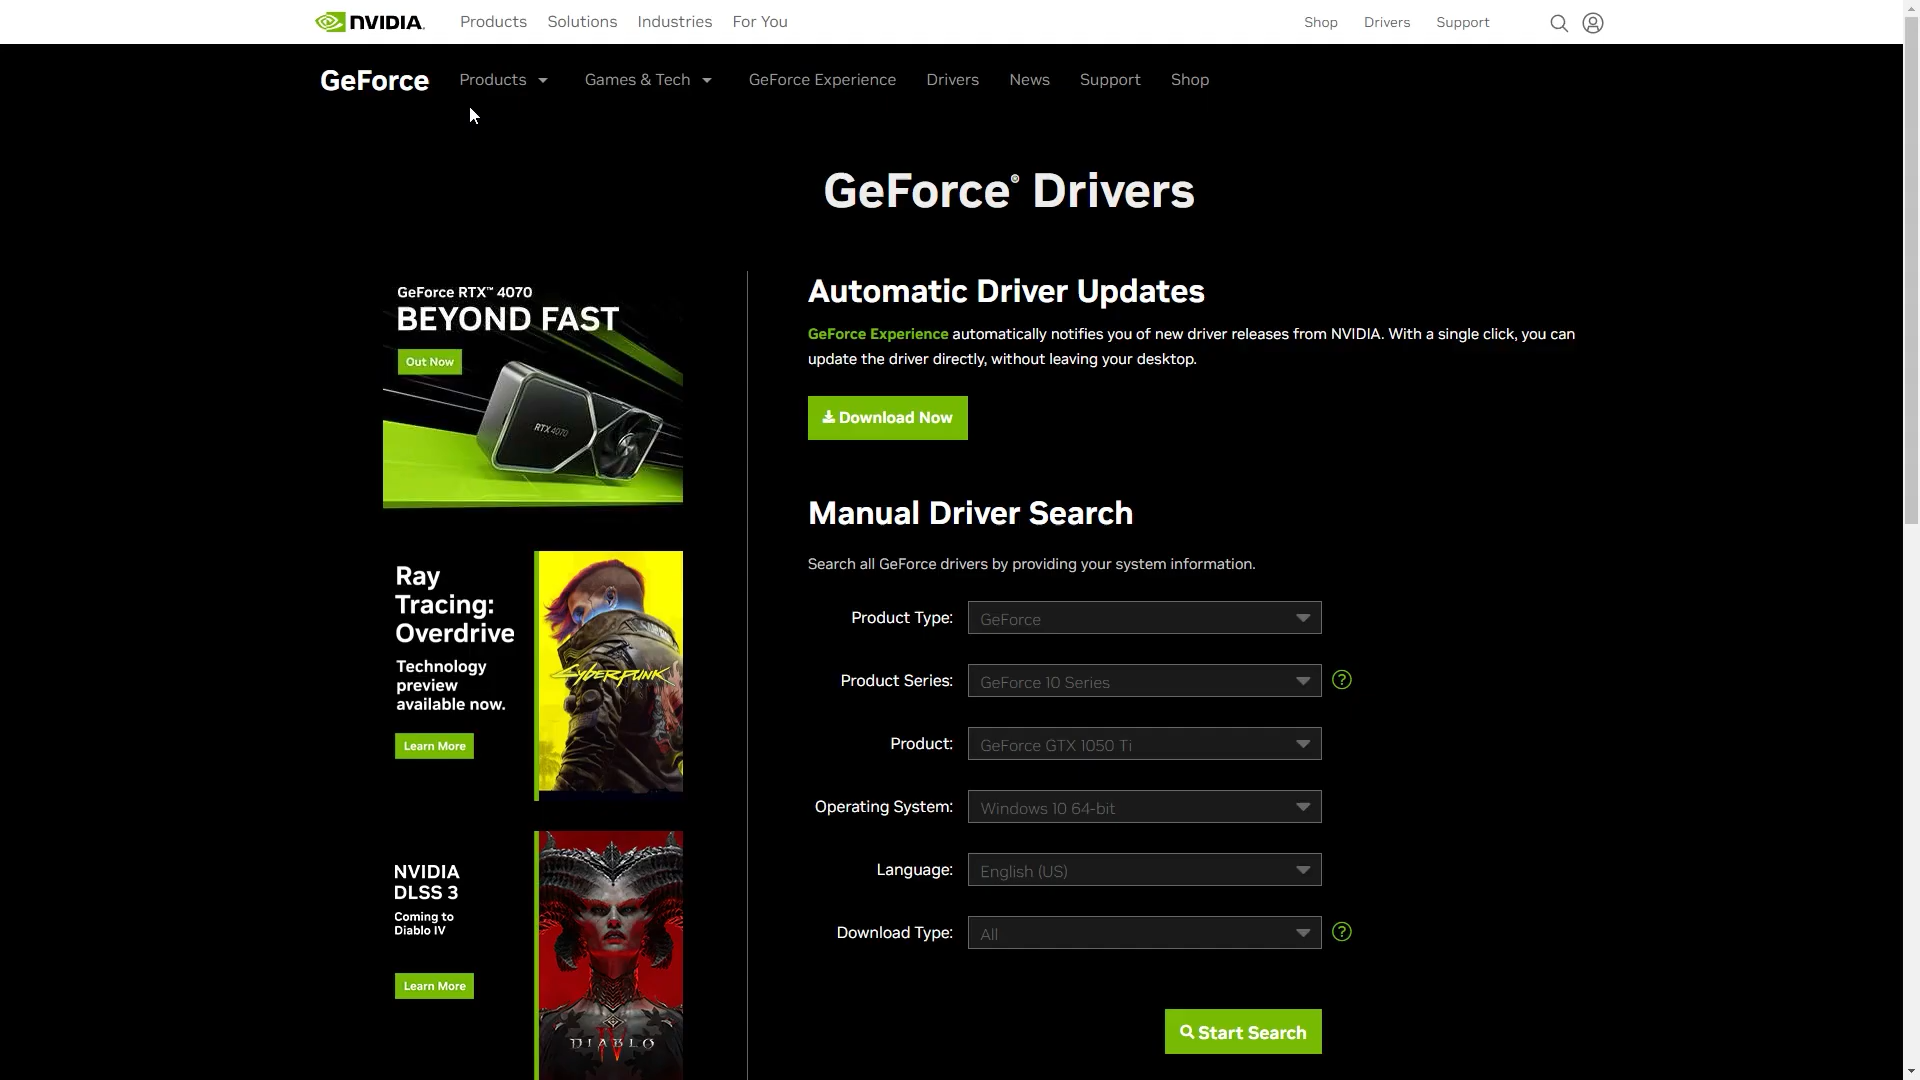 NVIDIA.
Products Solutions Industries For You
Shop Drivers Support
GeForce
Products Games & Tech GeForce Experience Drivers News Support Shop
GeForce® Drivers
GeForce RTX™ 4070
BEYOND FAST
Out Now
RTX 4070
Ray
Tracing:
Overdrive
Technology
preview
available now.
Learn More
CYBERPUNK
NVIDIA
DLSS 3
Coming to
Diablo IV
Learn More
DIABLO
IV
Automatic Driver Updates
GeForce Experience automatically notifies you of new driver releases from NVIDIA. With a single click, you can
update the driver directly, without leaving your desktop.
Download Now
Manual Driver Search
Search all GeForce drivers by providing your system information.
Product Type: GeForce
Product Series: GeForce 10 Series ?
Product: GeForce GTX 1050 Ti
Operating System: Windows 10 64-bit
Language: English (US)
Download Type: All ?
Start Search